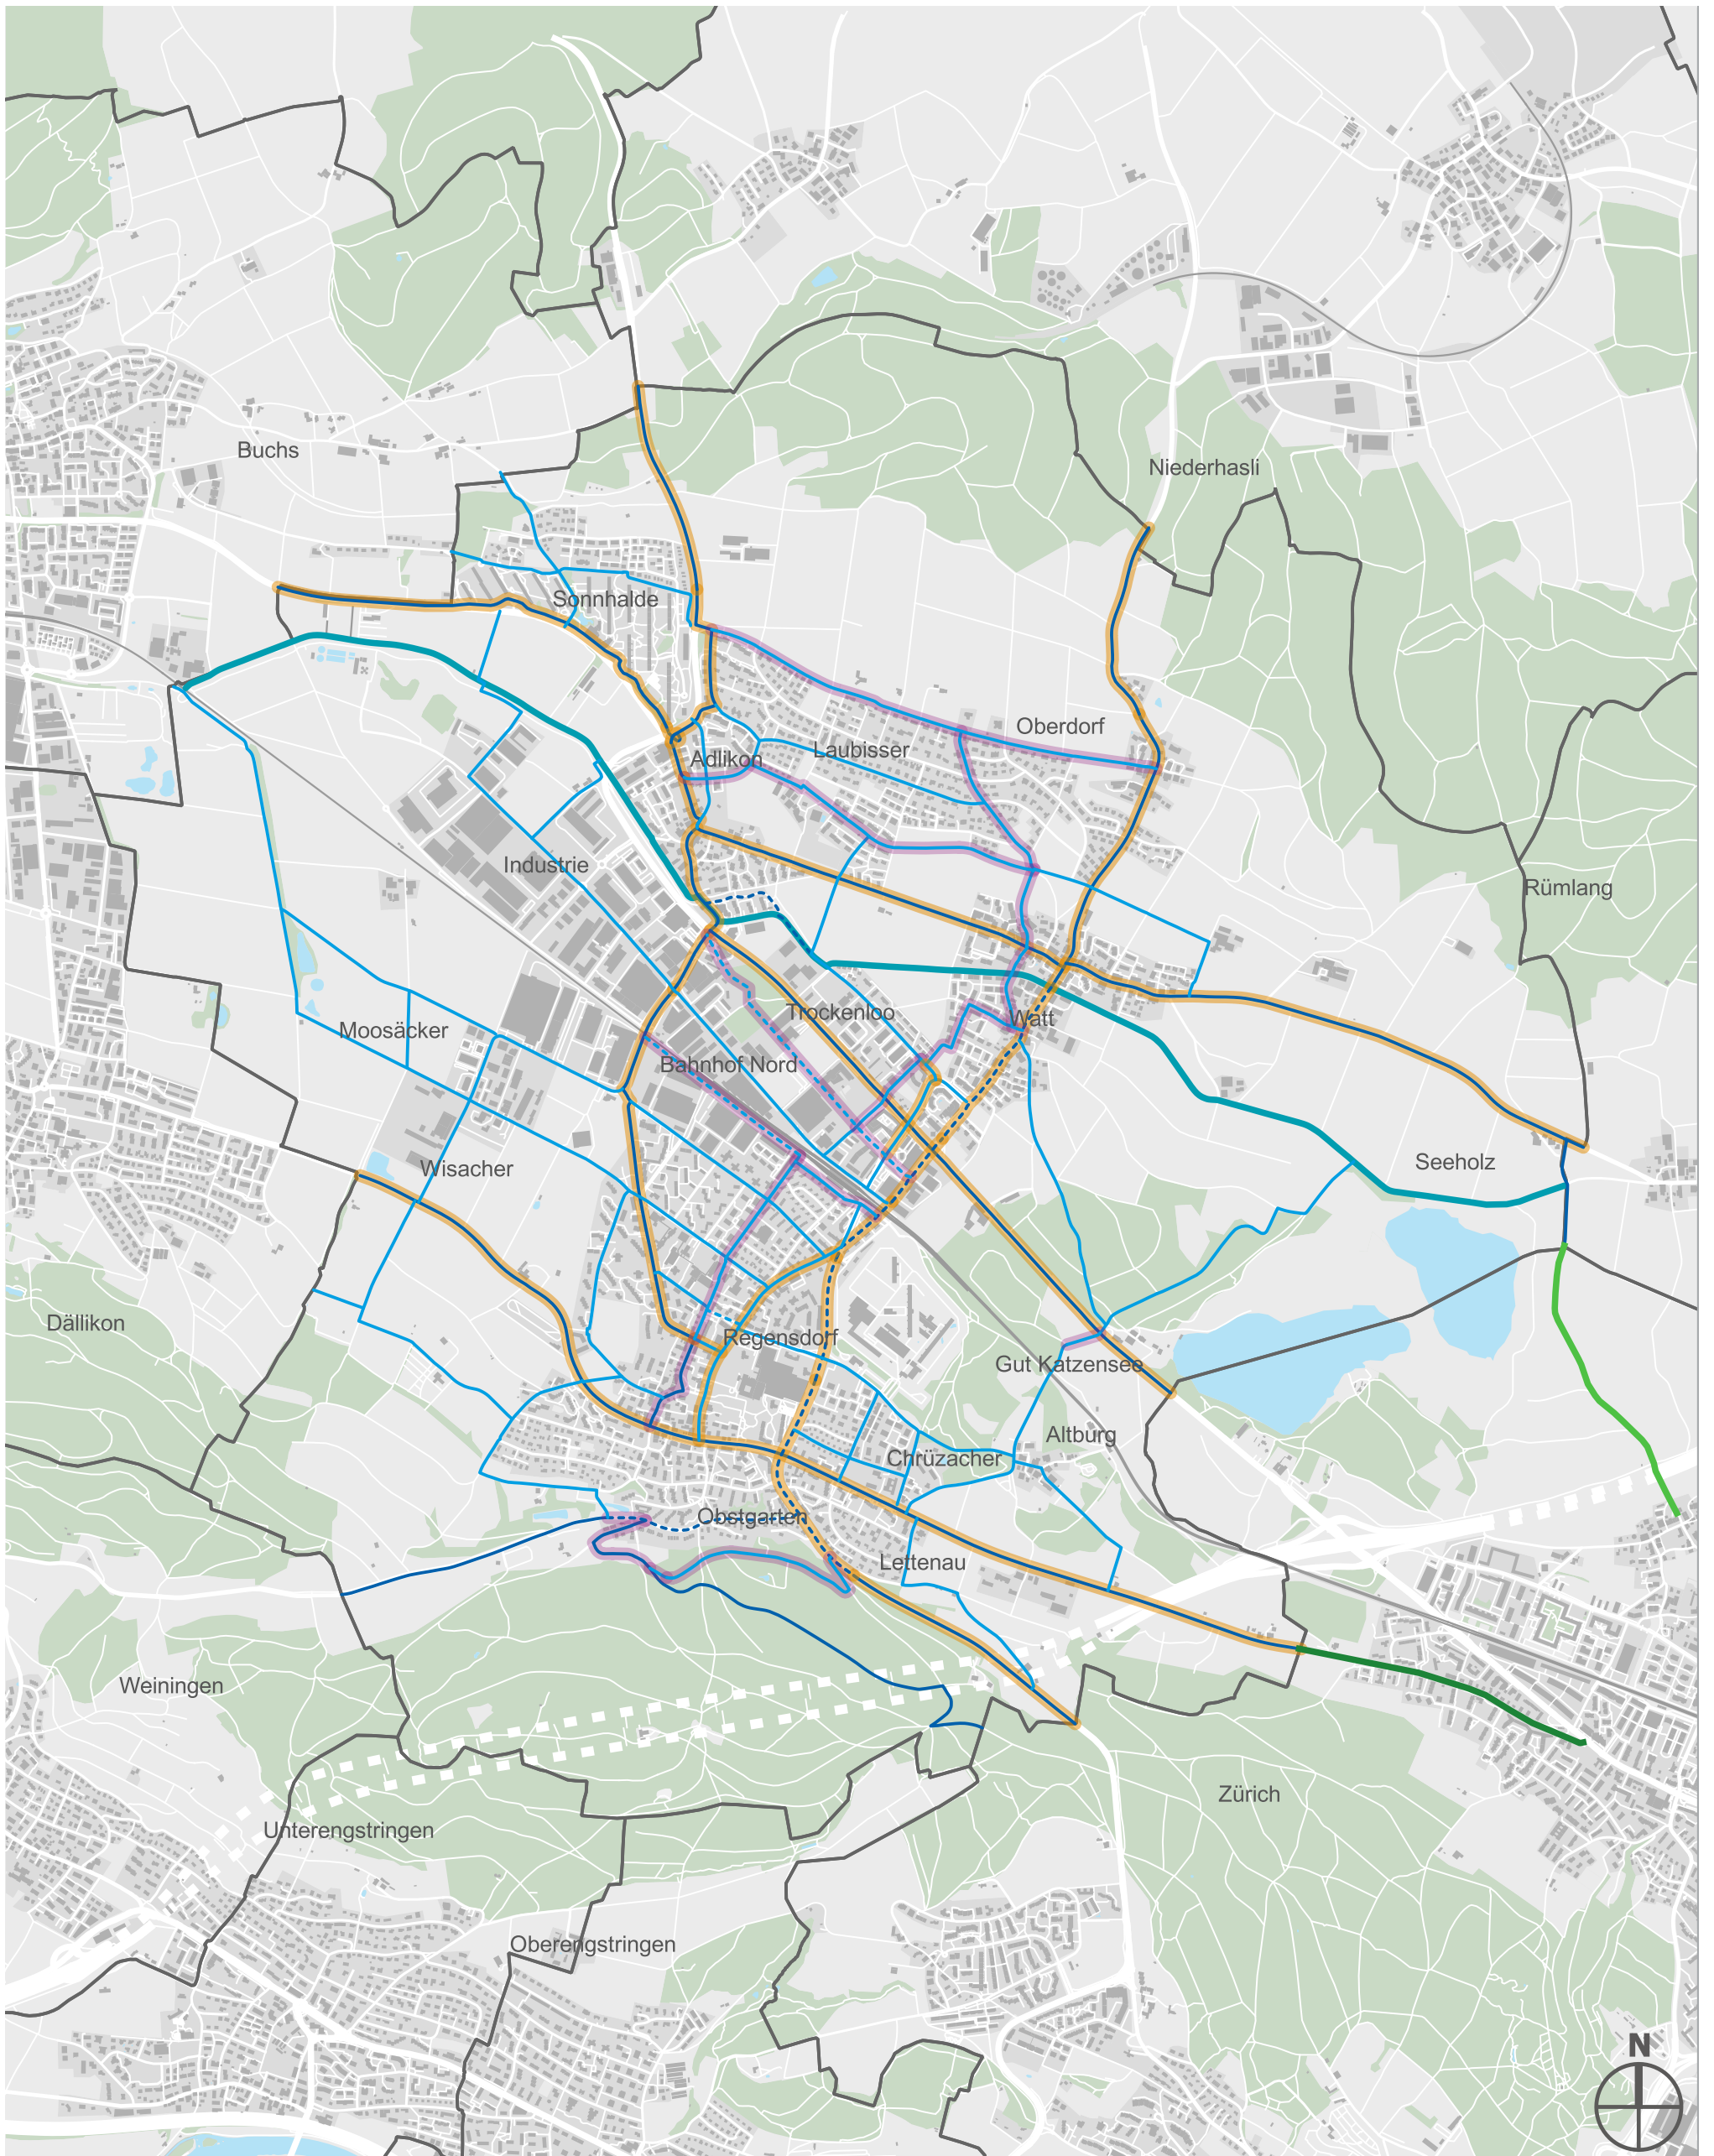 Buchs
Niederhasli
Sonnhalde
Oberdorf
Laubisser
Adlikon
Industrie
Rümlang
Trockenloo
Watt
Moosäcker
Bahnhof Nord
Seeholz
Wisacher
Dällikon
Regensdorf
Gut Katzensee
Altburg
Chrüzacher
Obstgarten
Lettenau
Weiningen
Zürich
Unterengstringen
Oberengstringen
N